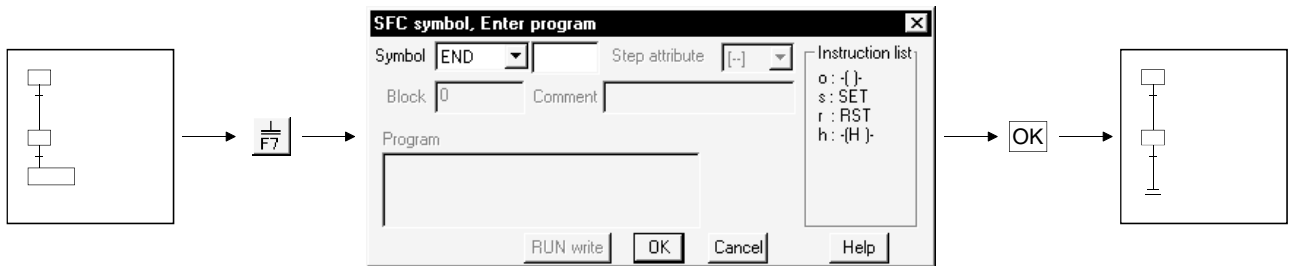 SFC symbol, Enter program
Symbol END Step attribute [--]
Block 0 Comment
Program
Instruction list
o : -( )-
s : SET
r : RST
h : -(H )-
RUN write OK Cancel Help
F7
OK